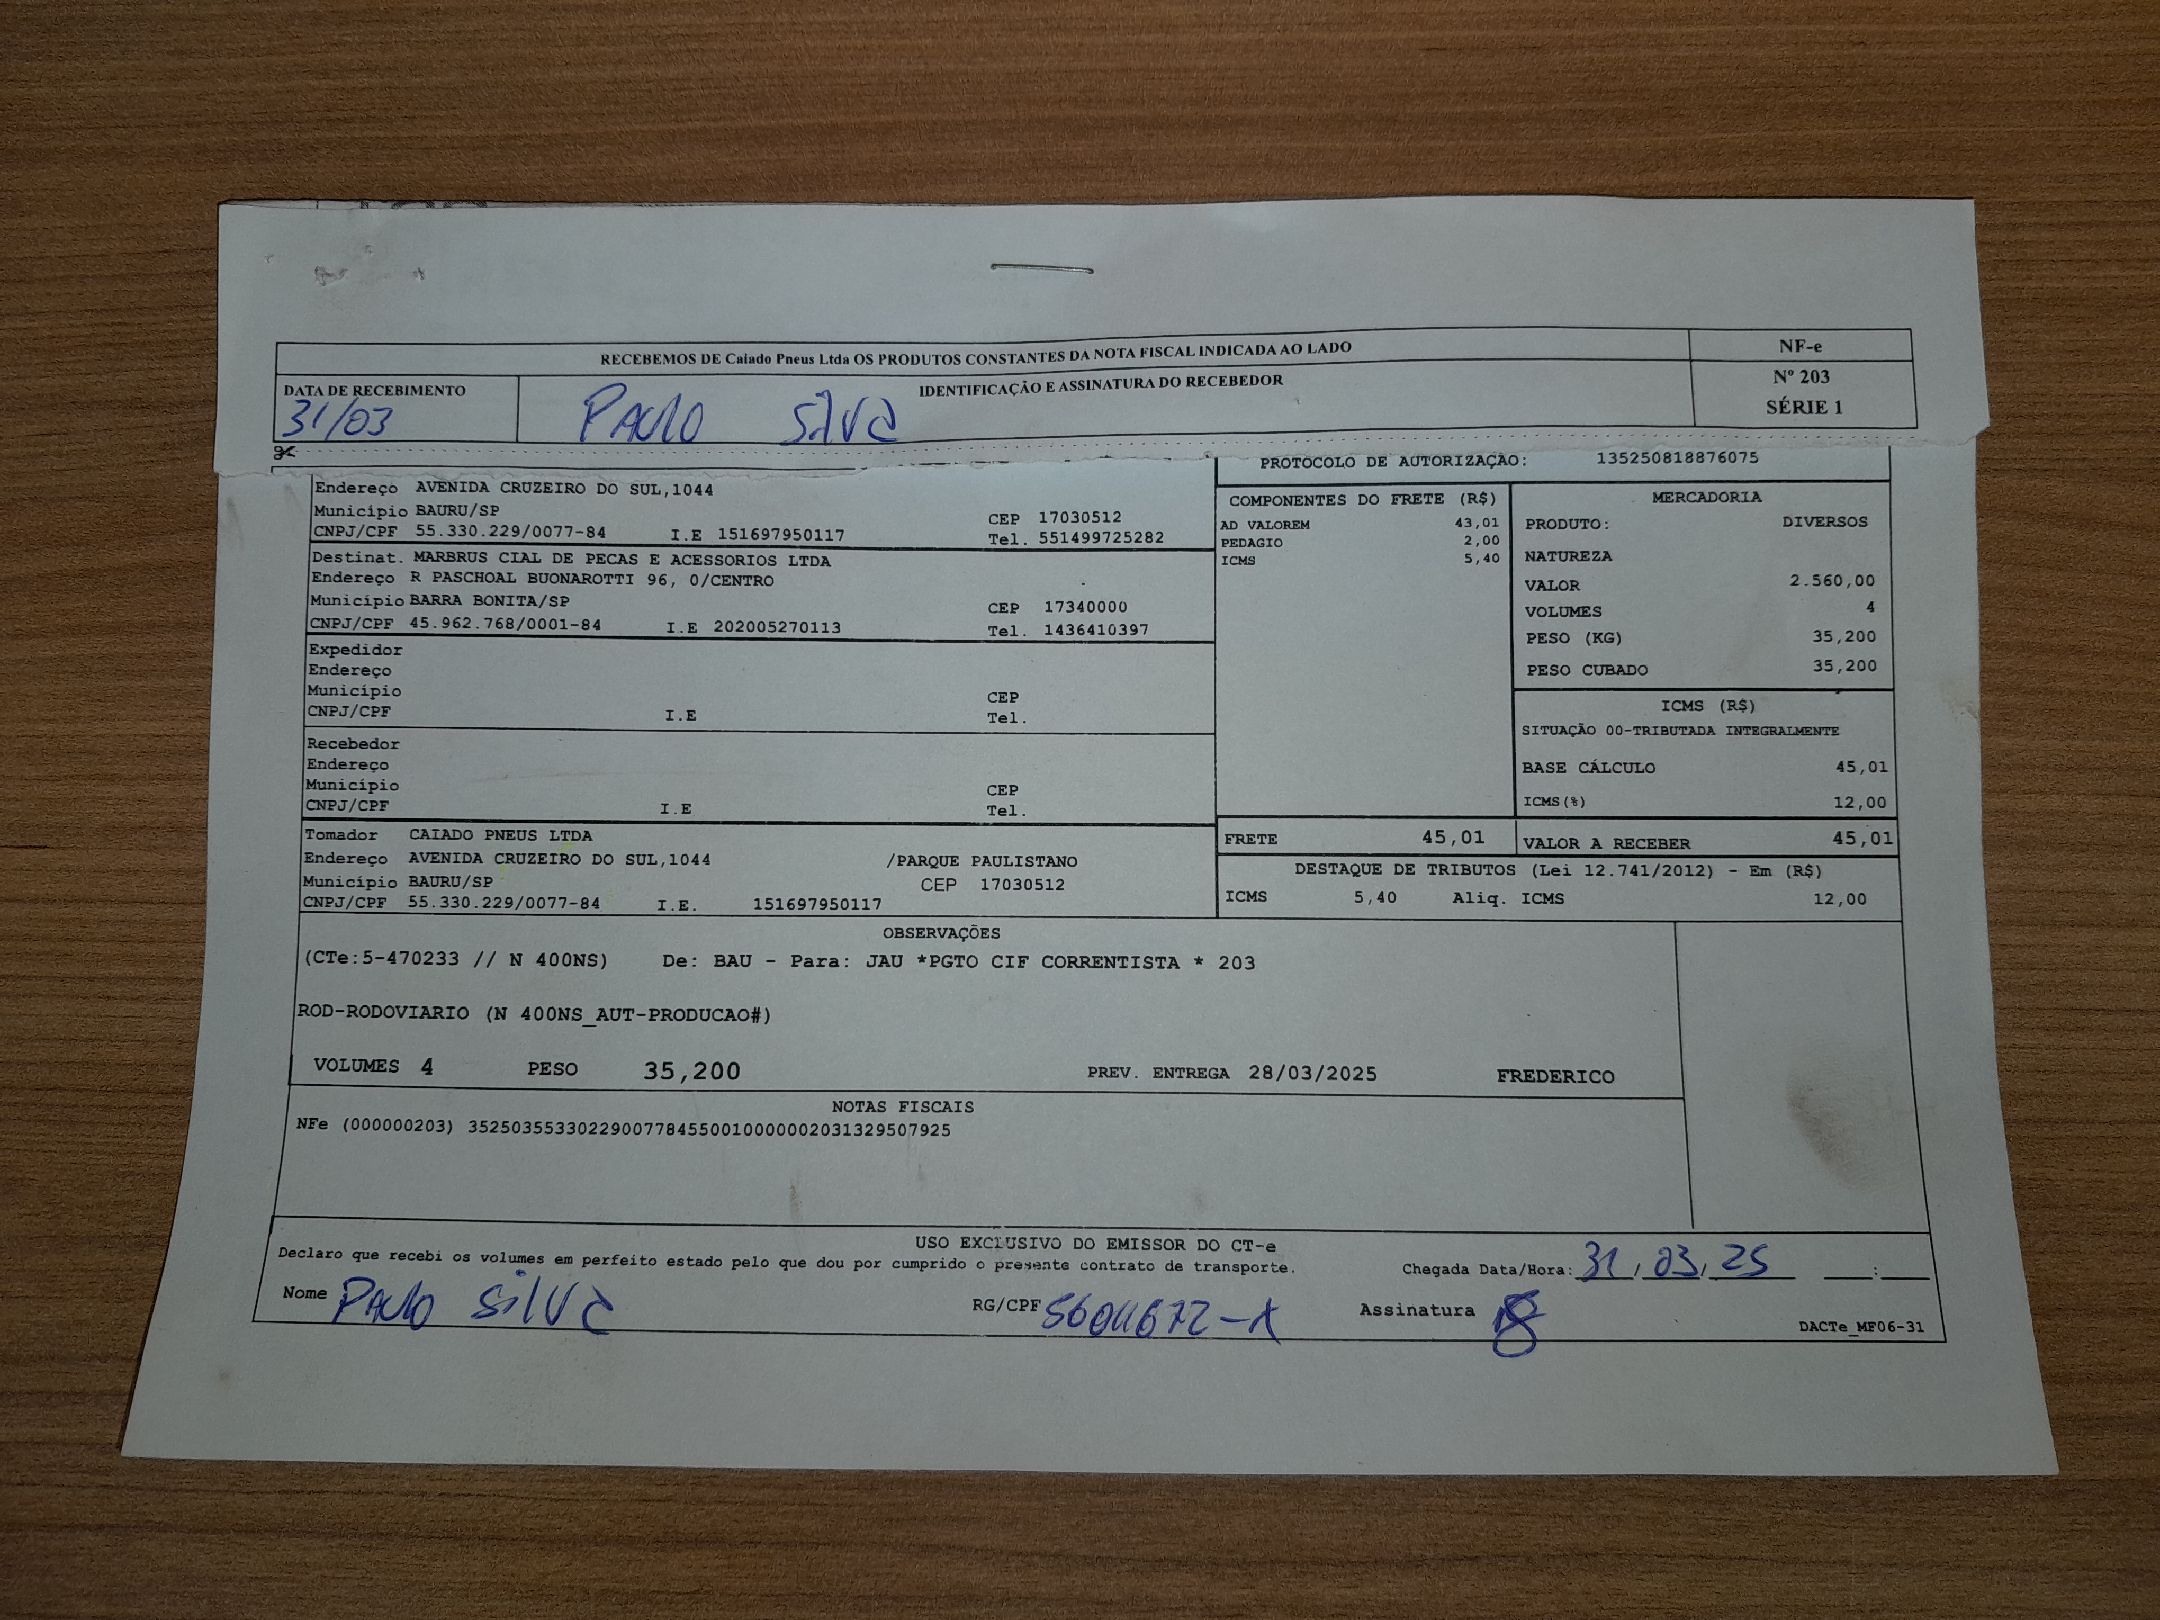 RECEBEMOS DE Caiado Pneus Ltda OS PRODUTOS CONSTANTES DA NOTA FISCAL INDICADA AO LADO
NF-e
DATA DE RECEBIMENTO
31/03
IDENTIFICAÇÃO E ASSINATURA DO RECEBEDOR
PAULO SILVA
Nº 203
SÉRIE 1
PROTOCOLO DE AUTORIZAÇÃO: 135250818876075
Endereço AVENIDA CRUZEIRO DO SUL,1044
Município BAURU/SP CEP 17030512
CNPJ/CPF 55.330.229/0077-84 I.E 151697950117 Tel. 551499725282
Destinat. MARBRUS CIAL DE PECAS E ACESSORIOS LTDA
Endereço R PASCHOAL BUONAROTTI 96, 0/CENTRO
Município BARRA BONITA/SP CEP 17340000
CNPJ/CPF 45.962.768/0001-84 I.E 202005270113 Tel. 1436410397
Expedidor
Endereço
Município CEP
CNPJ/CPF I.E Tel.
Recebedor
Endereço
Município CEP
CNPJ/CPF I.E Tel.
Tomador CAIADO PNEUS LTDA
Endereço AVENIDA CRUZEIRO DO SUL,1044 /PARQUE PAULISTANO
Município BAURU/SP CEP 17030512
CNPJ/CPF 55.330.229/0077-84 I.E. 151697950117
COMPONENTES DO FRETE (R$)
AD VALOREM 43,01
PEDAGIO 2,00
ICMS 5,40
MERCADORIA
PRODUTO: DIVERSOS
NATUREZA
VALOR 2.560,00
VOLUMES 4
PESO (KG) 35,200
PESO CUBADO 35,200
ICMS (R$)
SITUAÇÃO 00-TRIBUTADA INTEGRALMENTE
BASE CÁLCULO 45,01
ICMS(%) 12,00
FRETE 45,01 VALOR A RECEBER 45,01
DESTAQUE DE TRIBUTOS (Lei 12.741/2012) - Em (R$)
ICMS 5,40 Aliq. ICMS 12,00
OBSERVAÇÕES
(CTe:5-470233 // N 400NS) De: BAU - Para: JAU *PGTO CIF CORRENTISTA * 203
ROD-RODOVIARIO (N 400NS_AUT-PRODUCAO#)
VOLUMES 4 PESO 35,200 PREV. ENTREGA 28/03/2025 FREDERICO
NOTAS FISCAIS
NFe (000000203) 35250355330229007784550010000002031329507925
USO EXCLUSIVO DO EMISSOR DO CT-e
Declaro que recebi os volumes em perfeito estado pelo que dou por cumprido o presente contrato de transporte. Chegada Data/Hora: 31/03/25 __:__
Nome PAULO SILVA RG/CPF 5604672-X Assinatura
DACTe_MF06-31